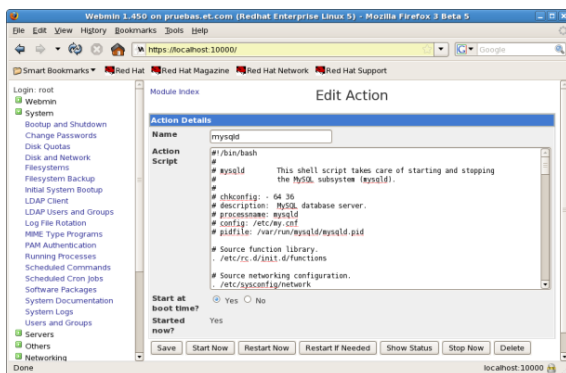 Webmin 1.450 on pruebas.et.com (Redhat Enterprise Linux 5) - Mozilla Firefox 3 Beta 5
File Edit View History Bookmarks Tools Help
https://localhost:10000/
Google
Smart Bookmarks Red Hat Red Hat Magazine Red Hat Network Red Hat Support
Login: root
Webmin
System
Bootup and Shutdown
Change Passwords
Disk Quotas
Disk and Network
Filesystems
Filesystem Backup
Initial System Bootup
LDAP Client
LDAP Users and Groups
Log File Rotation
MIME Type Programs
PAM Authentication
Running Processes
Scheduled Commands
Scheduled Cron Jobs
Software Packages
System Documentation
System Logs
Users and Groups
Servers
Others
Networking
Module Index
Edit Action
Action Details
Name mysqld
Action Script
#!/bin/bash
#
# mysqld This shell script takes care of starting and stopping
# the MySQL subsystem (mysqld).
#
# chkconfig: - 64 36
# description: MySQL database server.
# processname: mysqld
# config: /etc/my.cnf
# pidfile: /var/run/mysqld/mysqld.pid
# Source function library.
. /etc/rc.d/init.d/functions
# Source networking configuration.
. /etc/sysconfig/network
Start at boot time? Yes No
Started now? Yes
Save Start Now Restart Now Restart If Needed Show Status Stop Now Delete
Done localhost:10000